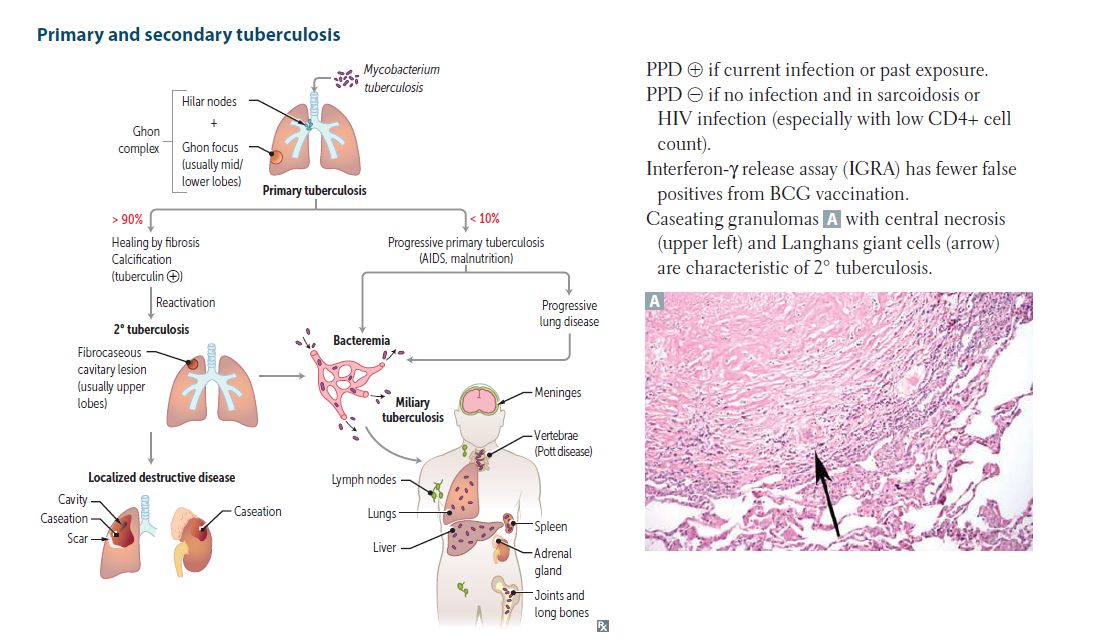 Primary and secondary tuberculosis
Mycobacterium
tuberculosis
Hilar nodes
+
Ghon
complex
Ghon focus
(usually mid/
lower lobes)
Primary tuberculosis
> 90%
< 10%
Healing by fibrosis
Calcification
(tuberculin ⊕)
Progressive primary tuberculosis
(AIDS, malnutrition)
Reactivation
Progressive
lung disease
2° tuberculosis
Bacteremia
Fibrocaseous
cavitary lesion
(usually upper
lobes)
Miliary
tuberculosis
Meninges
Vertebrae
(Pott disease)
Lymph nodes
Lungs
Liver
Spleen
Adrenal
gland
Joints and
long bones
Localized destructive disease
Cavity
Caseation
Scar
Caseation
℞
PPD ⊕ if current infection or past exposure.
PPD ⊖ if no infection and in sarcoidosis or
HIV infection (especially with low CD4+ cell
count).
Interferon-γ release assay (IGRA) has fewer false
positives from BCG vaccination.
Caseating granulomas A with central necrosis
(upper left) and Langhans giant cells (arrow)
are characteristic of 2° tuberculosis.
A